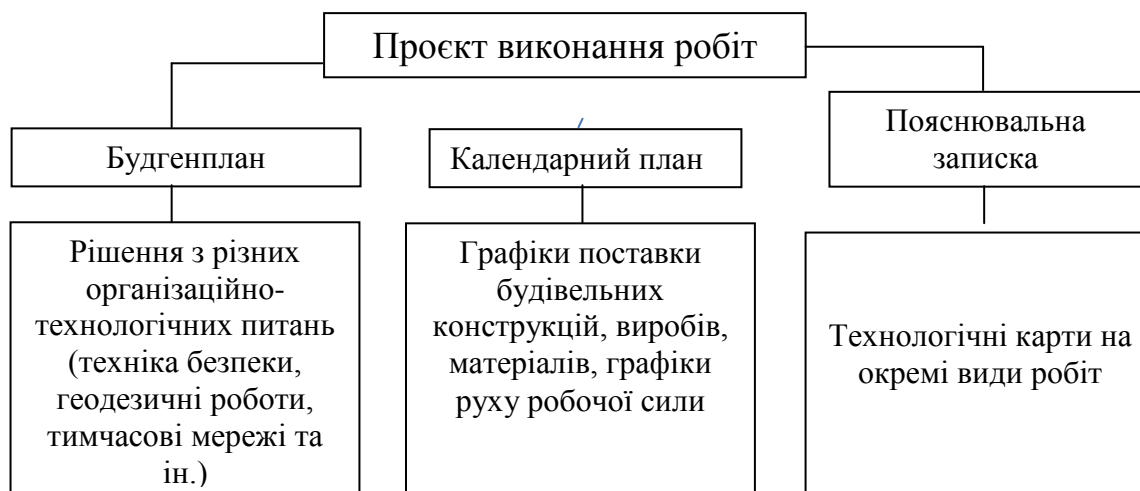 Проєкт виконання робіт
Будгенплан
Календарний план
Пояснювальна
записка
Рішення з різних
організаційно-
технологічних питань
(техніка безпеки,
геодезичні роботи,
тимчасові мережі та
ін.)
Графіки поставки
будівельних
конструкцій, виробів,
матеріалів, графіки
руху робочої сили
Технологічні карти на
окремі види робіт